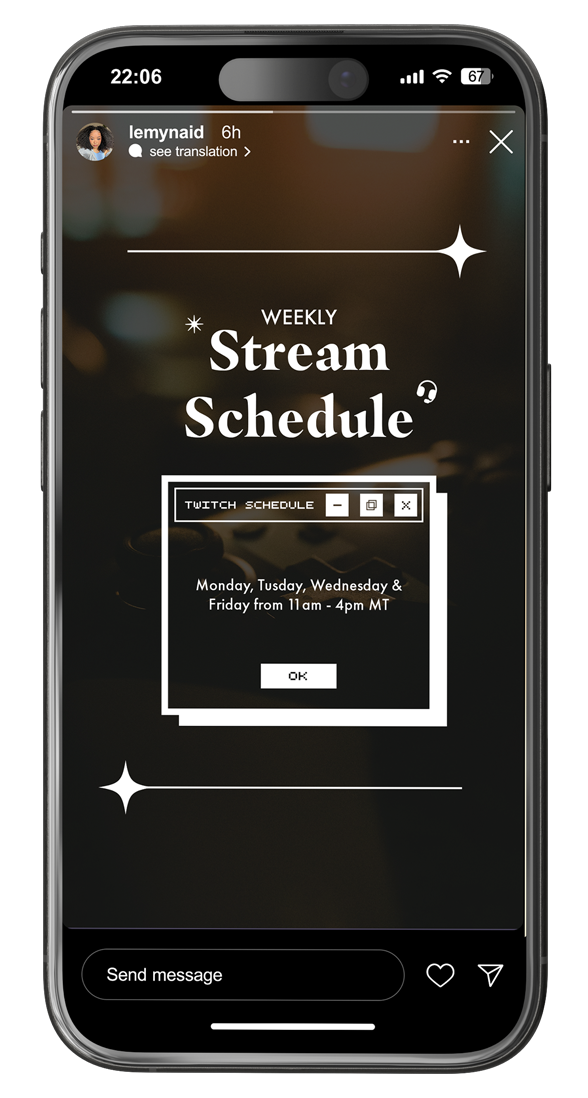 22:06
67
lemynaid 6h
see translation
WEEKLY
Stream
Schedule
TWITCH SCHEDULE
Monday, Tusday, Wednesday &
Friday from 11am - 4pm MT
OK
Send message